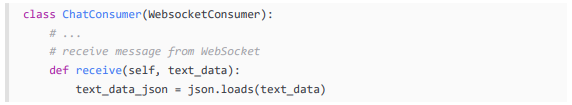 class ChatConsumer(WebsocketConsumer):
    # ...
    # receive message from WebSocket
    def receive(self, text_data):
        text_data_json = json.loads(text_data)